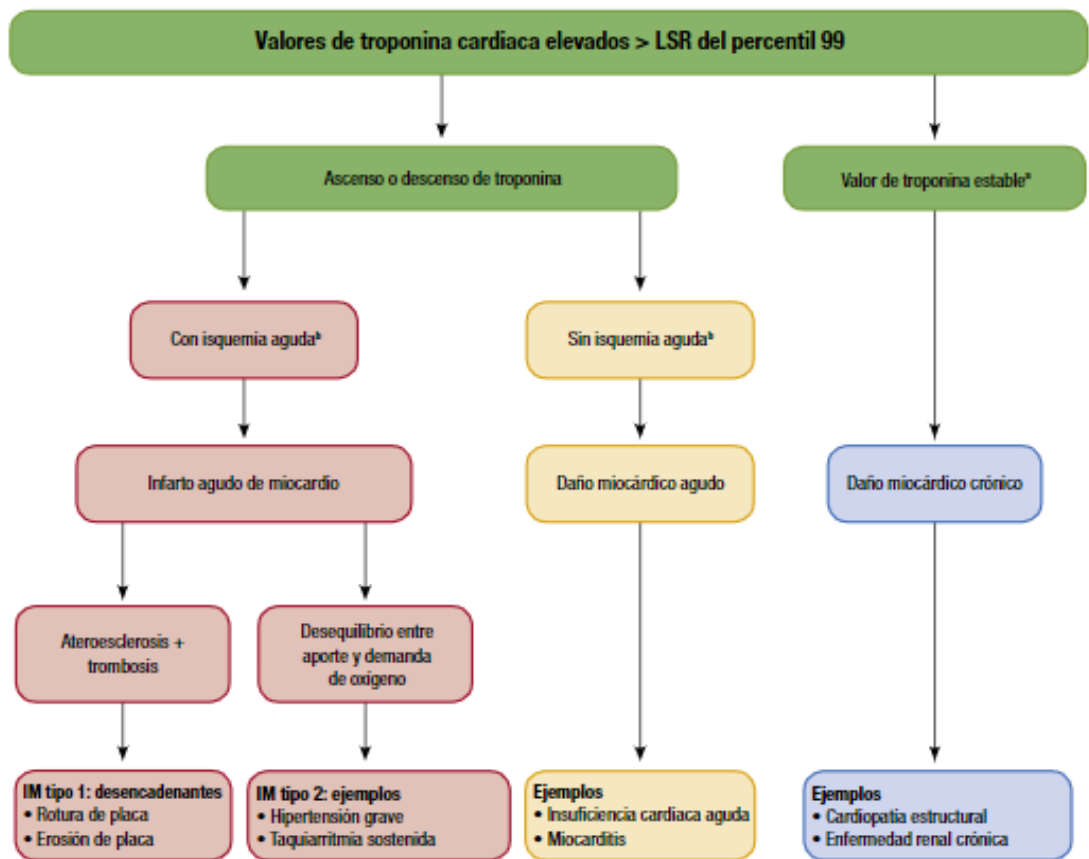 Valores de troponina cardiaca elevados > LSR del percentil 99
Ascenso o descenso de troponina
Valor de troponina estableª
Con isquemia agudaᵇ
Sin isquemia agudaᵇ
Infarto agudo de miocardio
Daño miocárdico agudo
Daño miocárdico crónico
Ateroesclerosis +
trombosis
Desequilibrio entre
aporte y demanda
de oxígeno
IM tipo 1: desencadenantes
• Rotura de placa
• Erosión de placa
IM tipo 2: ejemplos
• Hipertensión grave
• Taquiarritmia sostenida
Ejemplos
• Insuficiencia cardiaca aguda
• Miocarditis
Ejemplos
• Cardiopatía estructural
• Enfermedad renal crónica